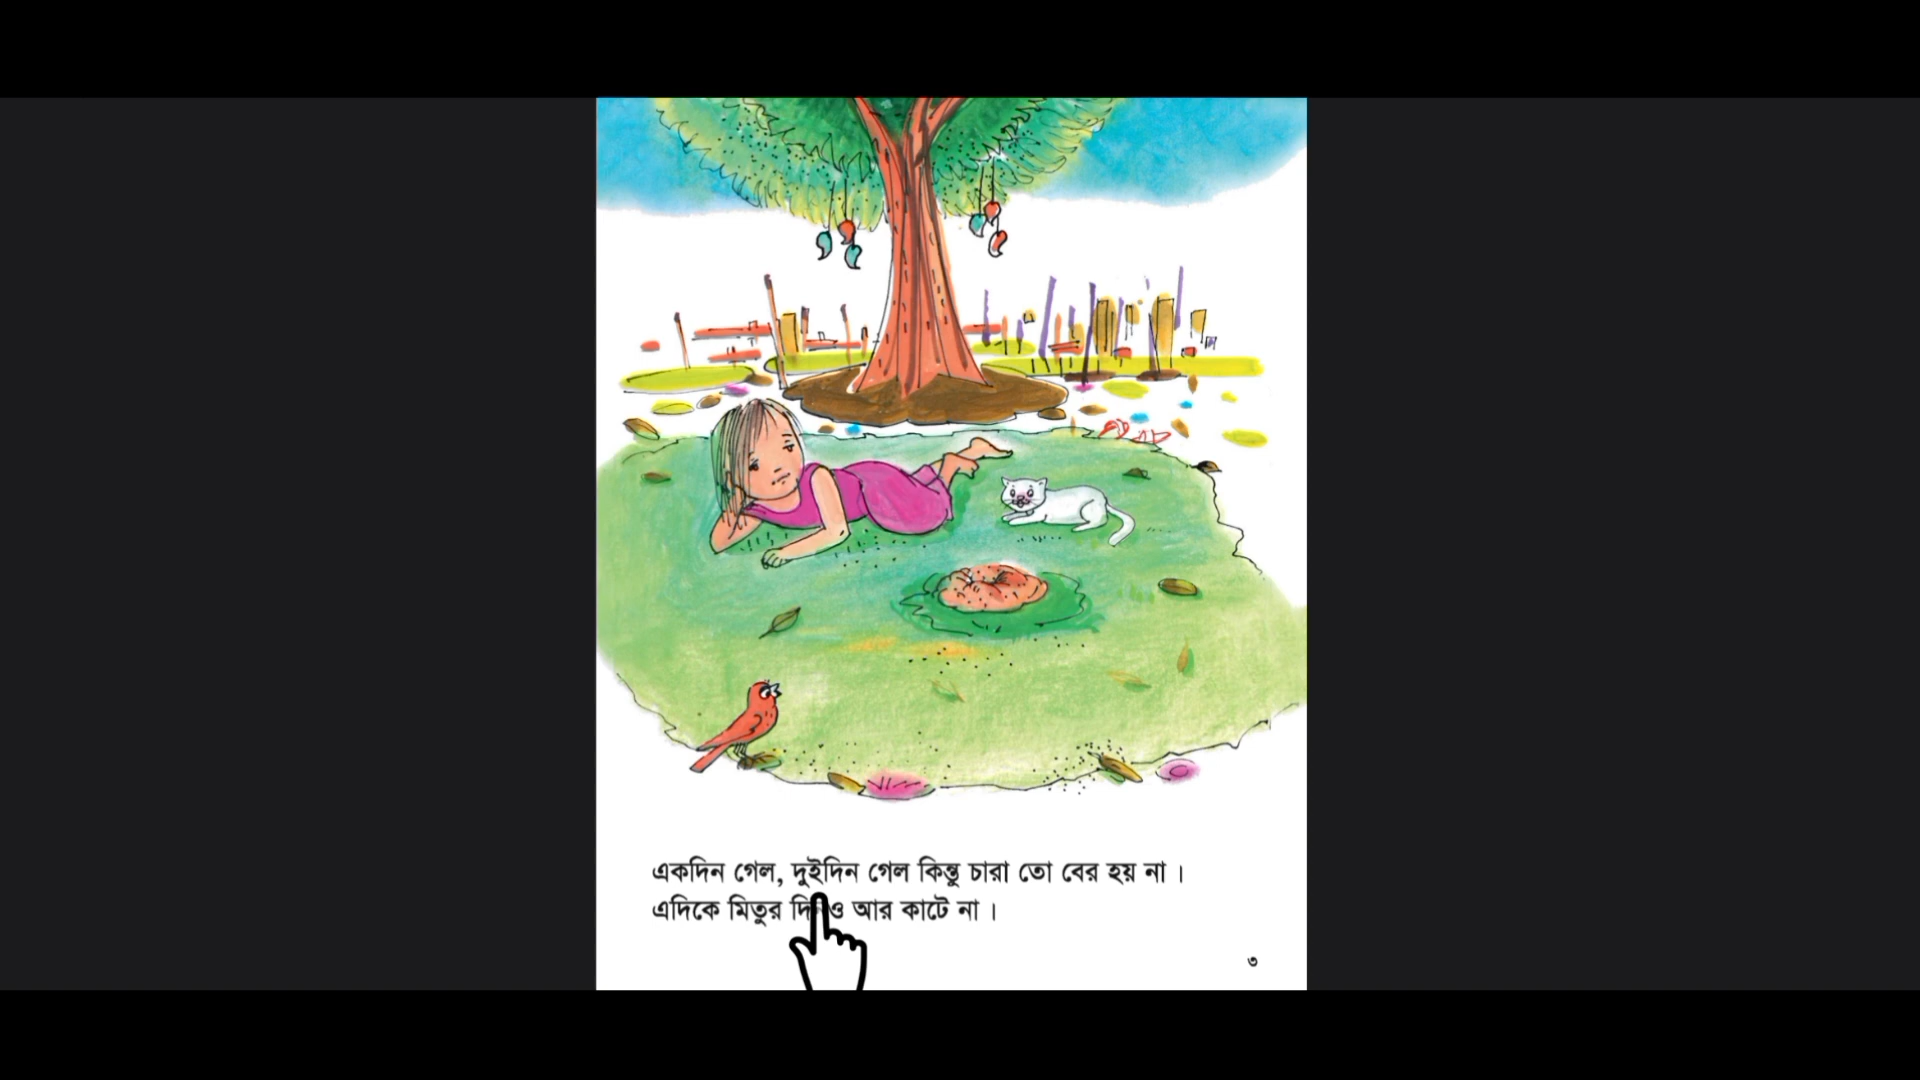 একদিন গেল, দুইদিন গেল কিন্তু চারা তো বের হয় না।
এদিকে মিতুর আর কাটে না।
৩